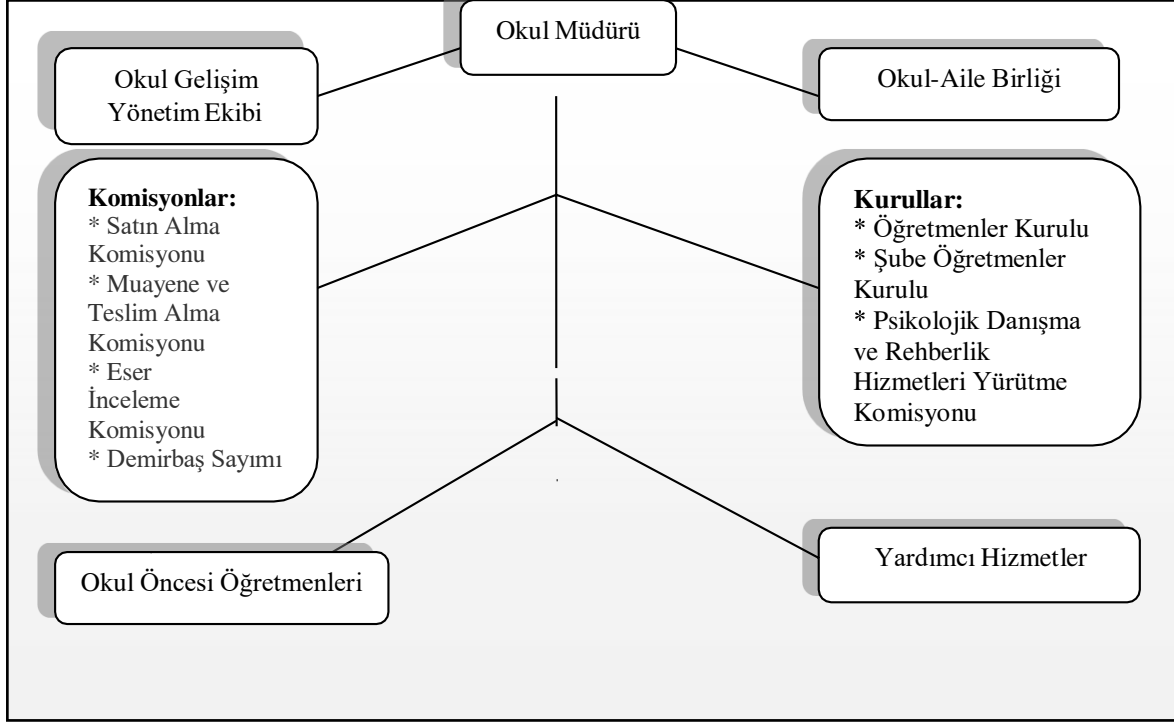 Okul Müdürü
Okul Gelişim
Yönetim Ekibi
Okul-Aile Birliği
Komisyonlar:
* Satın Alma
Komisyonu
* Muayene ve
Teslim Alma
Komisyonu
* Eser
İnceleme
Komisyonu
* Demirbaş Sayımı
Kurullar:
* Öğretmenler Kurulu
* Şube Öğretmenler
Kurulu
* Psikolojik Danışma
ve Rehberlik
Hizmetleri Yürütme
Komisyonu
Okul Öncesi Öğretmenleri
Yardımcı Hizmetler